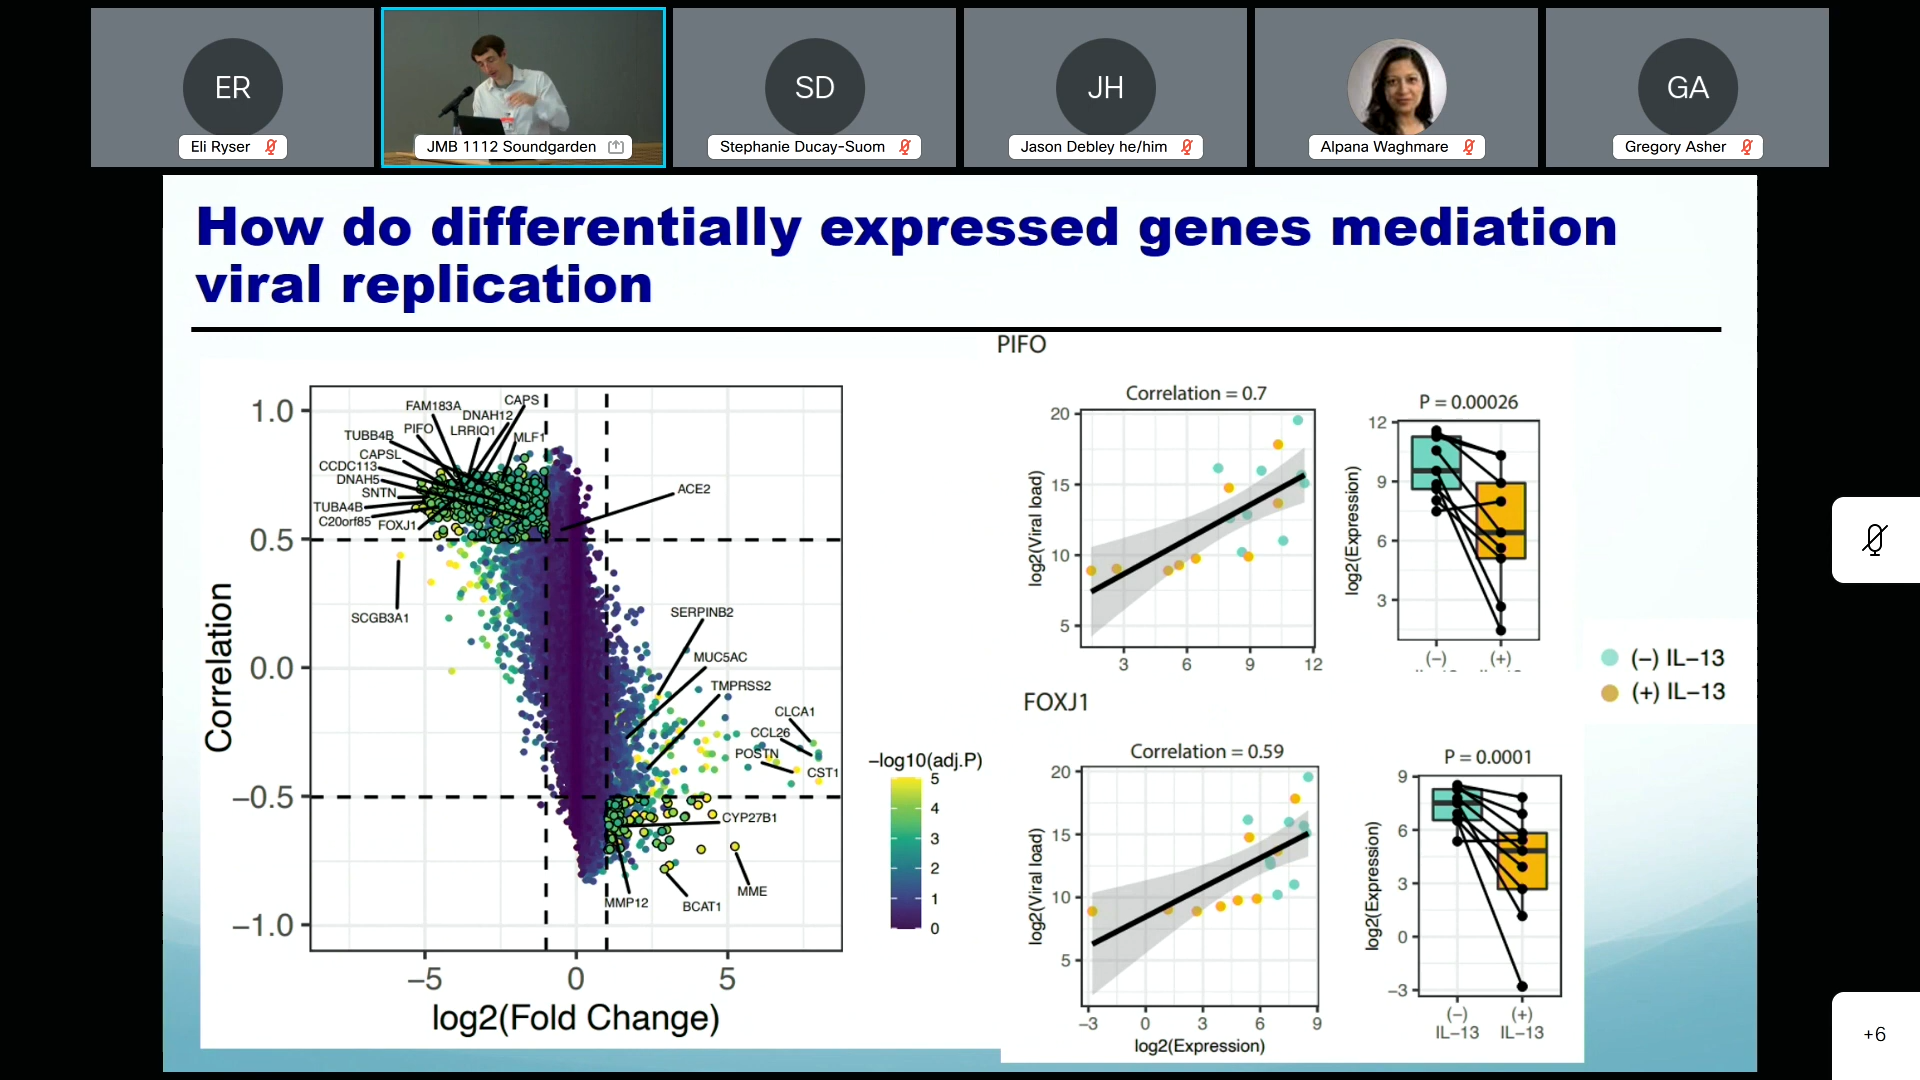 ER
SD
JH
GA
Eli Ryser
JMB 1112 Soundgarden
Stephanie Ducay-Suom
Jason Debley he/him
Alpana Waghmare
Gregory Asher
How do differentially expressed genes mediation
viral replication
Correlation
1.0
0.5
0.0
−0.5
−1.0
FAM183A
CAPS
DNAH12
PIFO
LRRIQ1
TUBB4B
MLF1
CAPSL
CCDC113
DNAH5
SNTN
TUBA4B
C20orf85
FOXJ1
ACE2
SCGB3A1
SERPINB2
MUC5AC
TMPRSS2
CLCA1
CCL26
POSTN
CST1
CYP27B1
MME
MMP12
BCAT1
−5
0
5
log2(Fold Change)
−log10(adj.P)
5
4
3
2
1
0
PIFO
Correlation = 0.7
log2(Viral load)
20
15
10
5
3
6
9
12
P = 0.00026
log2(Expression)
12
9
6
3
(−)
(+)
(−) IL−13
(+) IL−13
FOXJ1
Correlation = 0.59
log2(Viral load)
20
15
10
5
−3
0
3
6
9
log2(Expression)
P = 0.0001
log2(Expression)
9
6
3
0
−3
(−)
(+)
IL−13
IL−13
+6